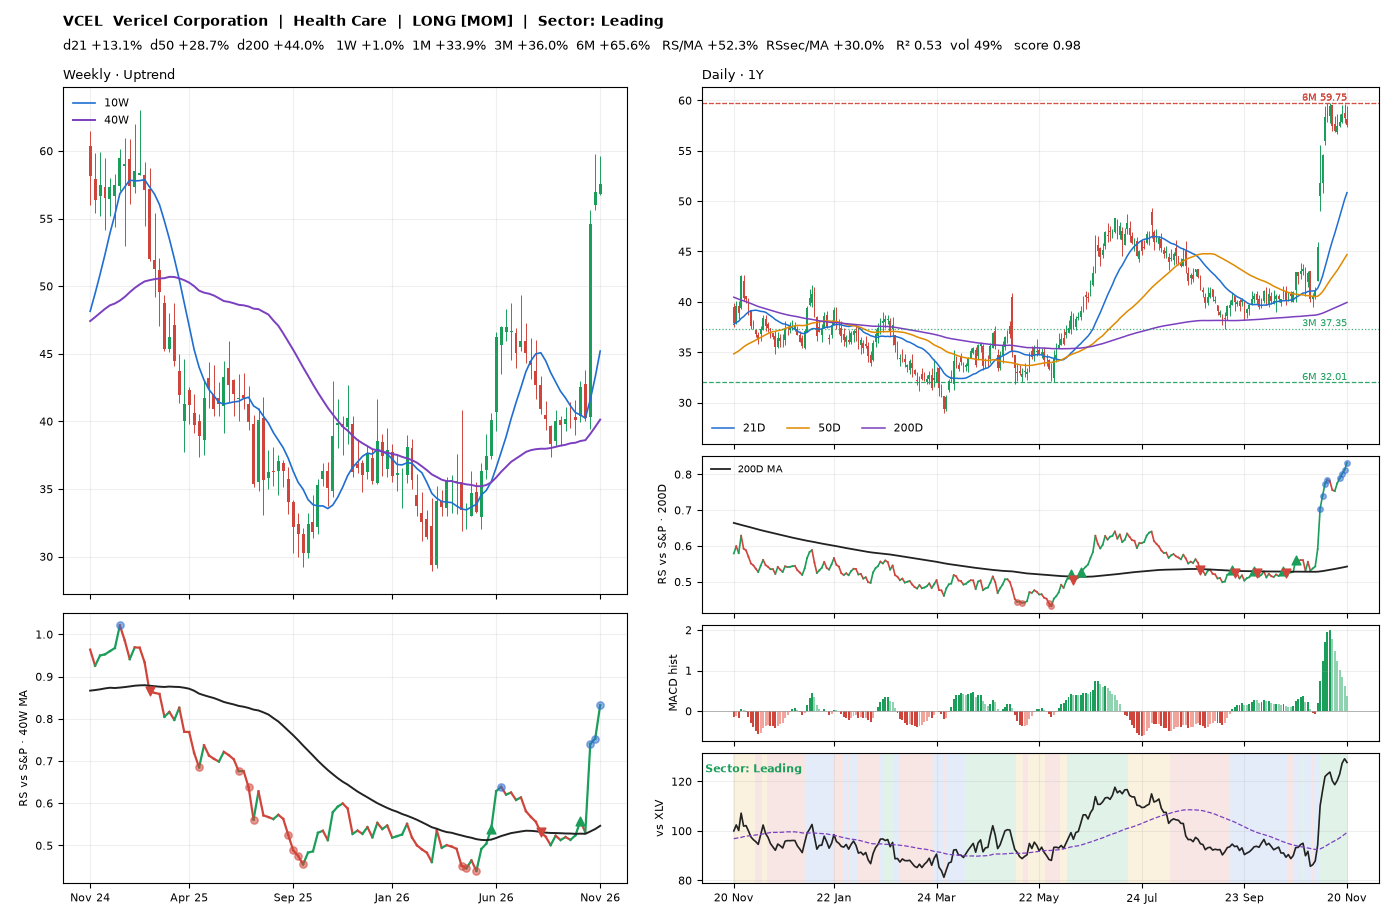 VCEL  Vericel Corporation  |  Health Care  |  LONG [MOM]  |  Sector: Leading
d21 +13.1%  d50 +28.7%  d200 +44.0%   1W +1.0%  1M +33.9%  3M +36.0%  6M +65.6%   RS/MA +52.3%  RSsec/MA +30.0%   R² 0.53  vol 49%   score 0.98
Weekly · Uptrend
10W
40W
60
55
50
45
40
35
30
RS vs S&P · 40W MA
1.0
0.9
0.8
0.7
0.6
0.5
Nov 24
Apr 25
Sep 25
Jan 26
Jun 26
Nov 26
Daily · 1Y
60
55
50
45
40
35
30
59.75
3M 37.35
6M 32.01
21D
50D
200D
RS vs S&P · 200D
200D MA
0.8
0.7
0.6
0.5
MACD hist
2
1
0
vs XLV
Sector: Leading
120
100
80
20 Nov
22 Jan
24 Mar
22 May
24 Jul
23 Sep
20 Nov